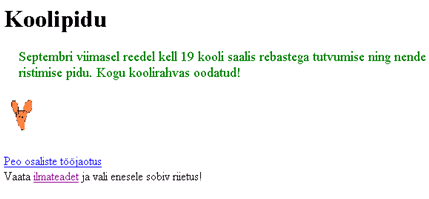 Koolipidu
Septembri viimasel reedel kell 19 kooli saalis rebastega tutvumise ning nende
ristimise pidu. Kogu koolirahvas oodatud!
Peo osaliste tööjaotus
Vaata ilmateadet ja vali enesele sobiv riietus!